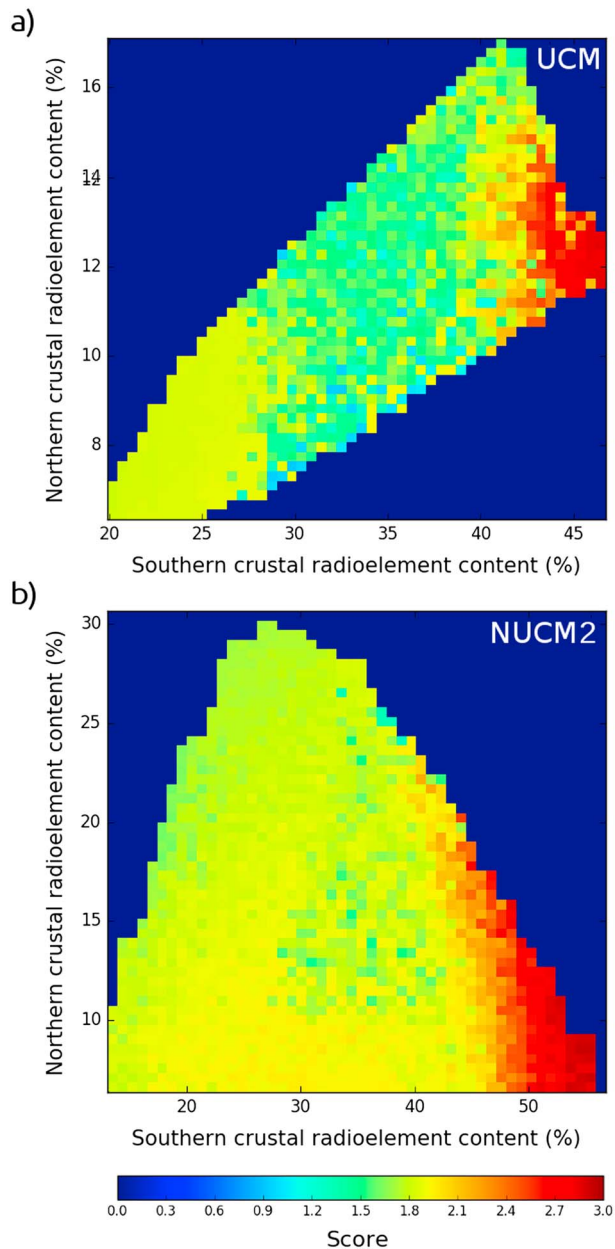 a)
UCM
Northern crustal radioelement content (%)
16
14
12
10
8
20 25 30 35 40 45
Southern crustal radioelement content (%)
b)
NUCM2
Northern crustal radioelement content (%)
30
25
20
15
10
20 30 40 50
Southern crustal radioelement content (%)
0.0 0.3 0.6 0.9 1.2 1.5 1.8 2.1 2.4 2.7 3.0
Score